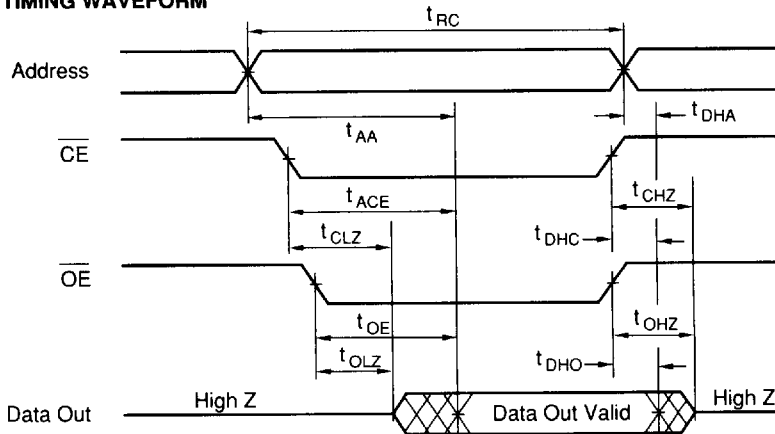 TIMING WAVEFORM
tRC
Address
tDHA
tAA
CE
tACE
tCHZ
tCLZ
tDHC
OE
tOE
tOHZ
tOLZ
tDHO
High Z
High Z
Data Out
Data Out Valid